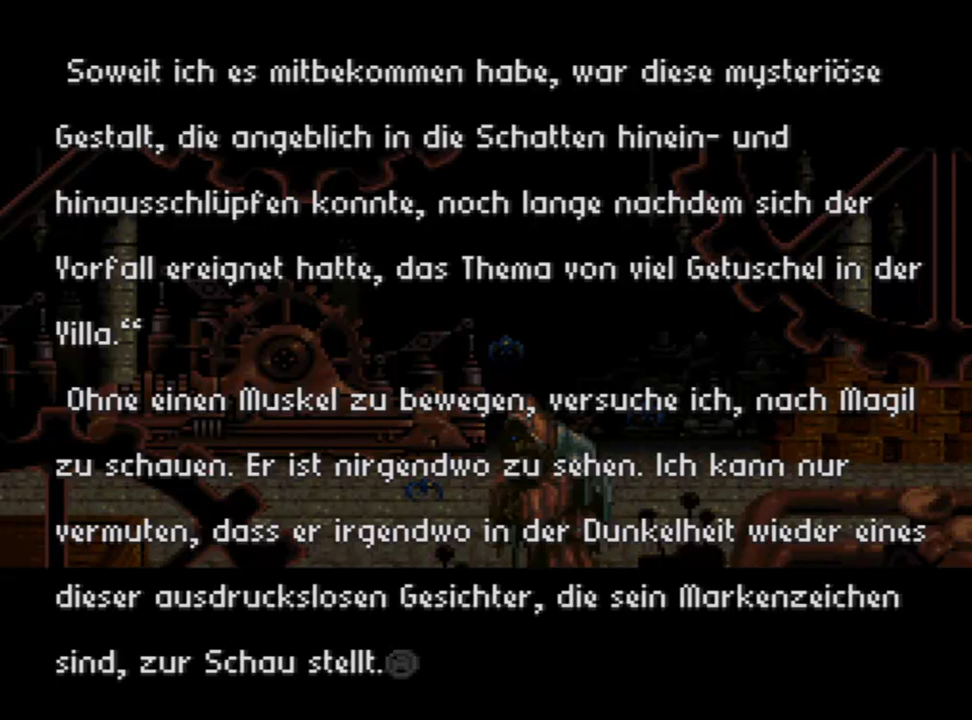 Soweit ich es mitbekommen habe, war diese mysteriöse
Gestalt, die angeblich in die Schatten hinein- und
hinausschlüpfen konnte, noch lange nachdem sich der
Vorfall ereignet hatte, das Thema von viel Getuschel in der
Villa.“
Ohne einen Muskel zu bewegen, versuche ich, nach Magil
zu schauen. Er ist nirgendwo zu sehen. Ich kann nur
vermuten, dass er irgendwo in der Dunkelheit wieder eines
dieser ausdruckslosen Gesichter, die sein Markenzeichen
sind, zur Schau stellt.